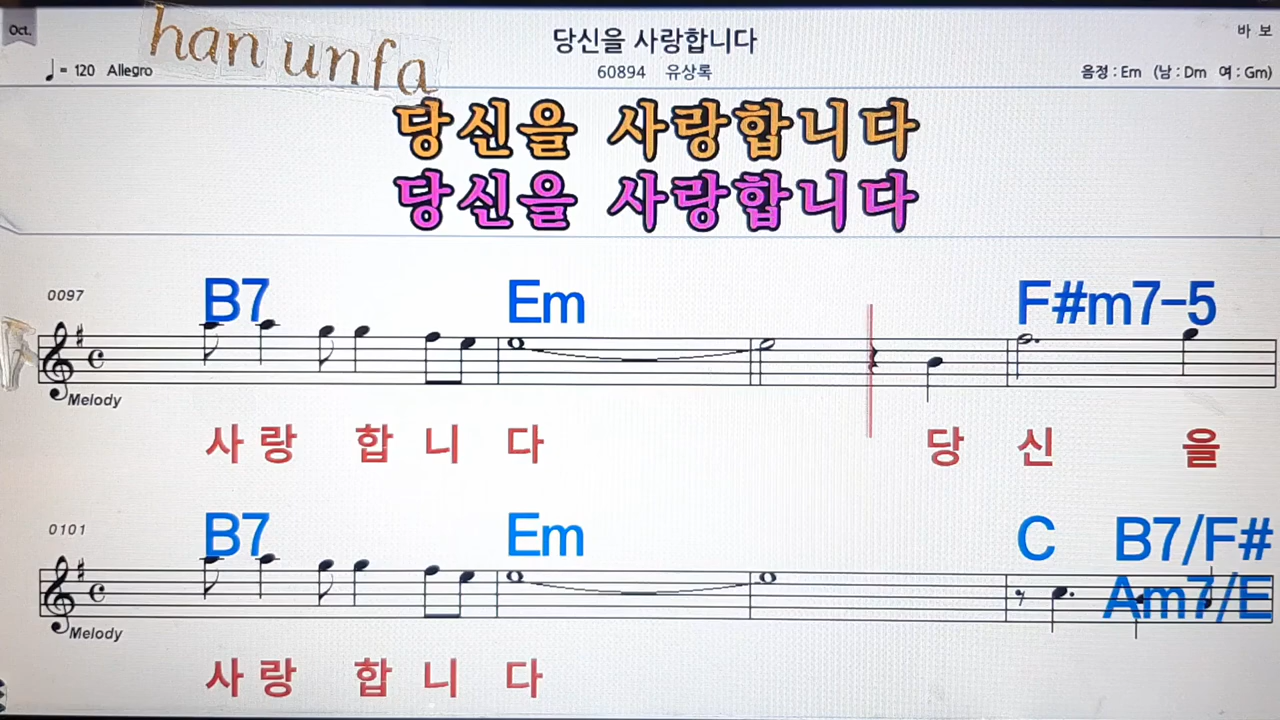 Oct.
han unfa
당신을 사랑합니다
바 보
♩= 120 Allegro
60894 유상록
음정 : Em (남 : Dm 여 : Gm)
당신을 사랑합니다
당신을 사랑합니다
0097
B7 Em F#m7-5
Melody
사 랑 합 니 다 당 신 을
0101
B7 Em C B7/F#
Am7/E
Melody
사 랑 합 니 다